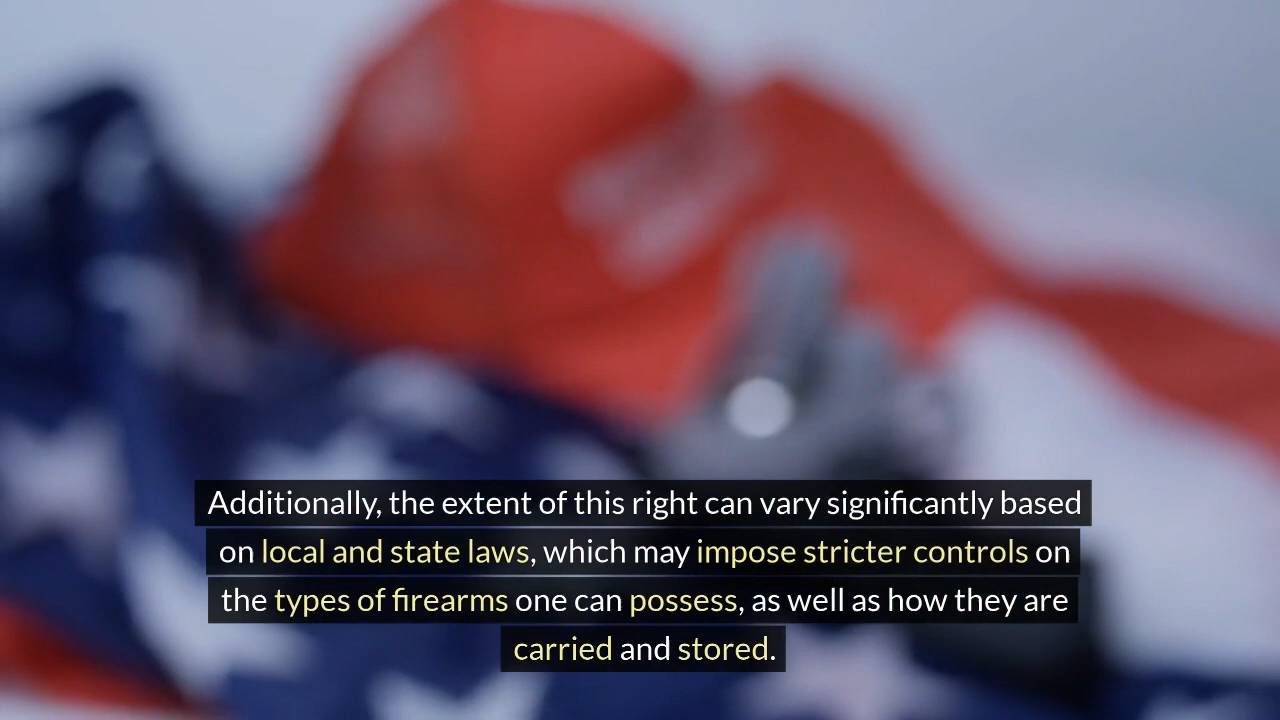 Additionally, the extent of this right can vary significantly based
on local and state laws, which may impose stricter controls on
the types of firearms one can possess, as well as how they are
carried and stored.